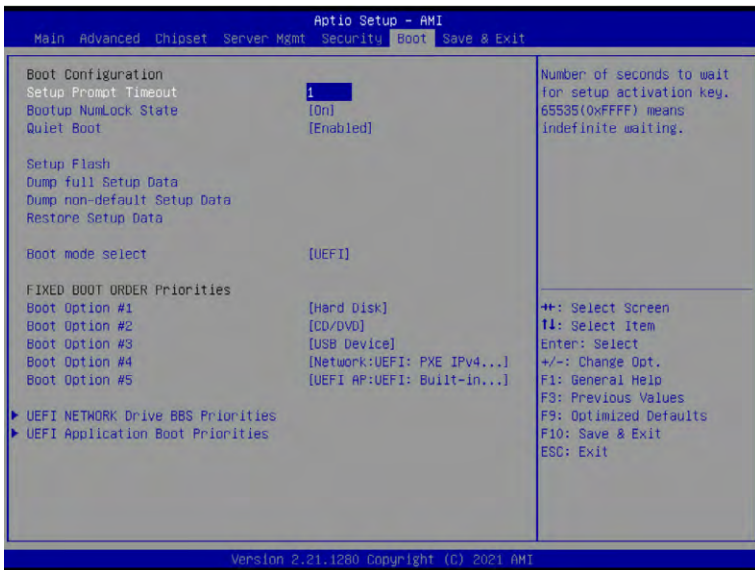 Aptio Setup - AMI
Main Advanced Chipset Server Mgmt Security Boot Save & Exit
Boot Configuration
Setup Prompt Timeout 1
Bootup NumLock State [On]
Quiet Boot [Enabled]
Setup Flash
Dump full Setup Data
Dump non-default Setup Data
Restore Setup Data
Boot mode select [UEFI]
FIXED BOOT ORDER Priorities
Boot Option #1 [Hard Disk]
Boot Option #2 [CD/DVD]
Boot Option #3 [USB Device]
Boot Option #4 [Network:UEFI: PXE IPv4...]
Boot Option #5 [UEFI AP:UEFI: Built-in...]
▶ UEFI NETWORK Drive BBS Priorities
▶ UEFI Application Boot Priorities
Number of seconds to wait
for setup activation key.
65535(0xFFFF) means
indefinite waiting.
→←: Select Screen
↑↓: Select Item
Enter: Select
+/-: Change Opt.
F1: General Help
F3: Previous Values
F9: Optimized Defaults
F10: Save & Exit
ESC: Exit
Version 2.21.1280 Copyright (C) 2021 AMI